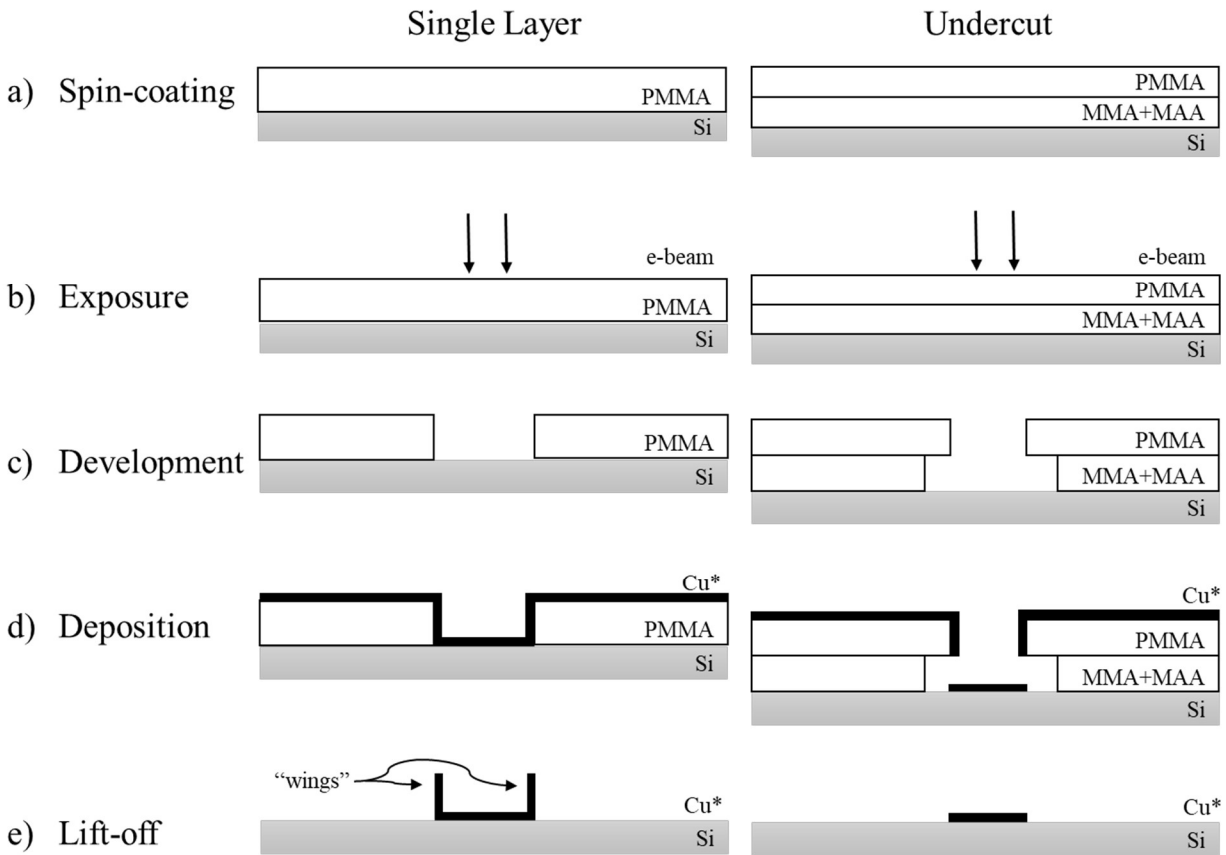 Single Layer
Undercut
a) Spin-coating
PMMA
Si
PMMA
MMA+MAA
Si
b) Exposure
e-beam
PMMA
Si
e-beam
PMMA
MMA+MAA
Si
c) Development
PMMA
Si
PMMA
MMA+MAA
Si
d) Deposition
Cu*
PMMA
Si
Cu*
PMMA
MMA+MAA
Si
e) Lift-off
“wings”
Cu*
Si
Cu*
Si